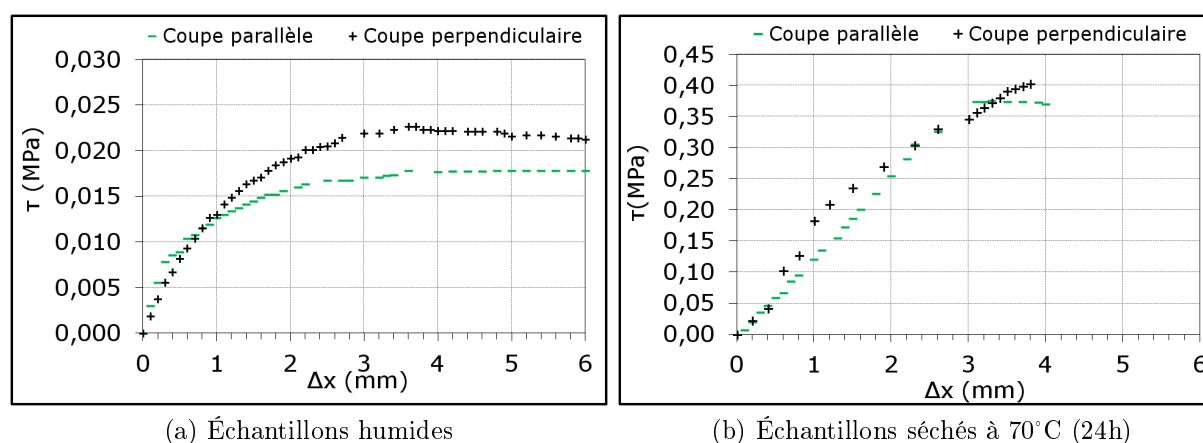 − Coupe parallèle + Coupe perpendiculaire
0,030
0,025
0,020
0,015
0,010
0,005
0,000
τ (MPa)
0 1 2 3 4 5 6
Δx (mm)
(a) Échantillons humides
− Coupe parallèle + Coupe perpendiculaire
0,45
0,40
0,35
0,30
0,25
0,20
0,15
0,10
0,05
0,00
τ(MPa)
0 1 2 3 4 5 6
Δx (mm)
(b) Échantillons séchés à 70°C (24h)